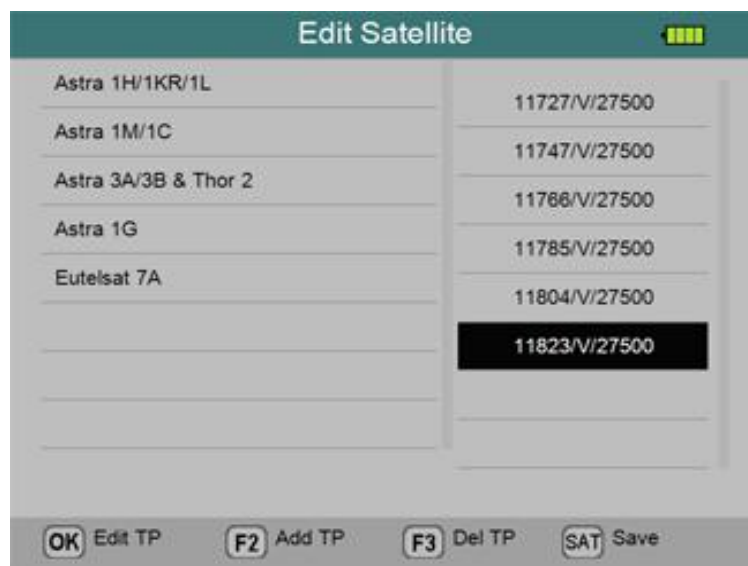 Edit Satellite
Astra 1H/1KR/1L
Astra 1M/1C
Astra 3A/3B & Thor 2
Astra 1G
Eutelsat 7A
11727/V/27500
11747/V/27500
11766/V/27500
11785/V/27500
11804/V/27500
11823/V/27500
OK Edit TP F2 Add TP F3 Del TP SAT Save